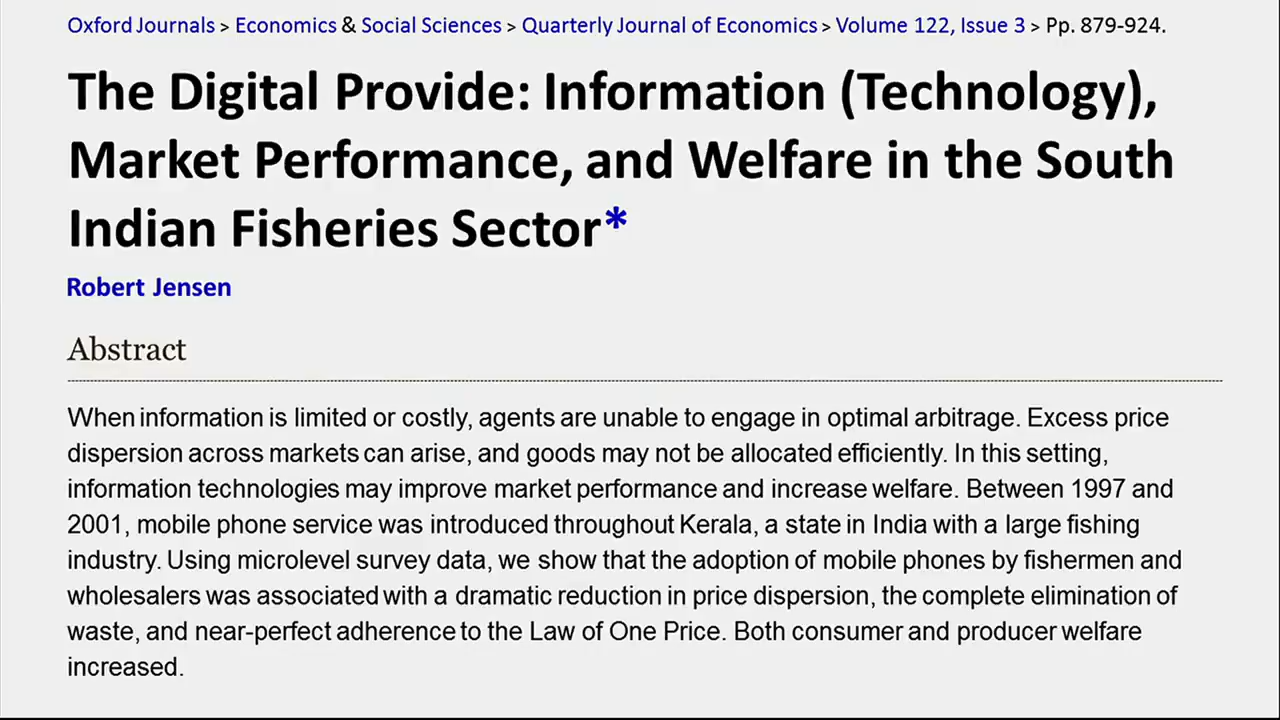 Oxford Journals > Economics & Social Sciences > Quarterly Journal of Economics > Volume 122, Issue 3 > Pp. 879-924.
The Digital Provide: Information (Technology),
Market Performance, and Welfare in the South
Indian Fisheries Sector*
Robert Jensen
Abstract
When information is limited or costly, agents are unable to engage in optimal arbitrage. Excess price
dispersion across markets can arise, and goods may not be allocated efficiently. In this setting,
information technologies may improve market performance and increase welfare. Between 1997 and
2001, mobile phone service was introduced throughout Kerala, a state in India with a large fishing
industry. Using microlevel survey data, we show that the adoption of mobile phones by fishermen and
wholesalers was associated with a dramatic reduction in price dispersion, the complete elimination of
waste, and near-perfect adherence to the Law of One Price. Both consumer and producer welfare
increased.